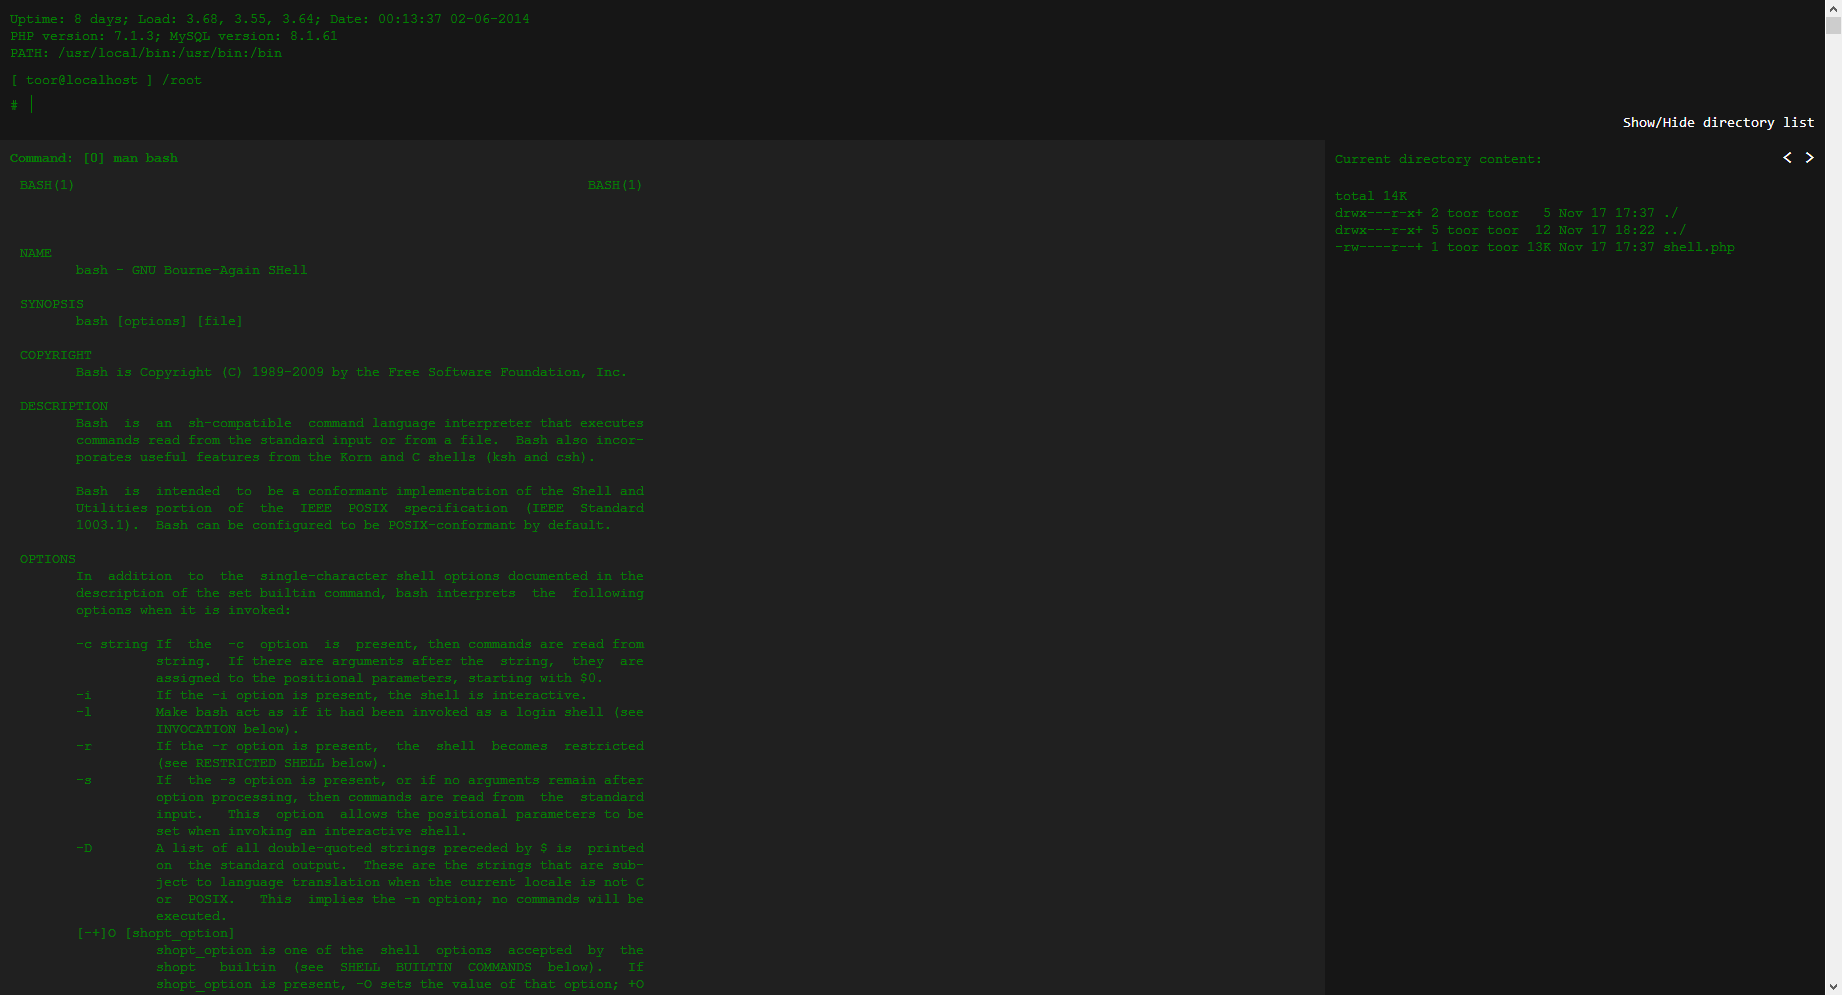 Uptime: 8 days; Load: 3.68, 3.55, 3.64; Date: 00:13:37 02-06-2014
PHP version: 7.1.3; MySQL version: 8.1.61
PATH: /usr/local/bin:/usr/bin:/bin
[ toor@localhost ] /root
#
Show/Hide directory list
Command: [0] man bash
BASH(1) BASH(1)
NAME
bash - GNU Bourne-Again SHell
SYNOPSIS
bash [options] [file]
COPYRIGHT
Bash is Copyright (C) 1989-2009 by the Free Software Foundation, Inc.
DESCRIPTION
Bash is an sh-compatible command language interpreter that executes
commands read from the standard input or from a file. Bash also incor-
porates useful features from the Korn and C shells (ksh and csh).
Bash is intended to be a conformant implementation of the Shell and
Utilities portion of the IEEE POSIX specification (IEEE Standard
1003.1). Bash can be configured to be POSIX-conformant by default.
OPTIONS
In addition to the single-character shell options documented in the
description of the set builtin command, bash interprets the following
options when it is invoked:
-c string If the -c option is present, then commands are read from
string. If there are arguments after the string, they are
assigned to the positional parameters, starting with $0.
-i If the -i option is present, the shell is interactive.
-l Make bash act as if it had been invoked as a login shell (see
INVOCATION below).
-r If the -r option is present, the shell becomes restricted
(see RESTRICTED SHELL below).
-s If the -s option is present, or if no arguments remain after
option processing, then commands are read from the standard
input. This option allows the positional parameters to be
set when invoking an interactive shell.
-D A list of all double-quoted strings preceded by $ is printed
on the standard output. These are the strings that are sub-
ject to language translation when the current locale is not C
or POSIX. This implies the -n option; no commands will be
executed.
[-+]O [shopt_option]
shopt_option is one of the shell options accepted by the
shopt builtin (see SHELL BUILTIN COMMANDS below). If
shopt_option is present, -O sets the value of that option; +O
Current directory content: < >
total 14K
drwx---r-x+ 2 toor toor 5 Nov 17 17:37 ./
drwx---r-x+ 5 toor toor 12 Nov 17 18:22 ../
-rw----r--+ 1 toor toor 13K Nov 17 17:37 shell.php